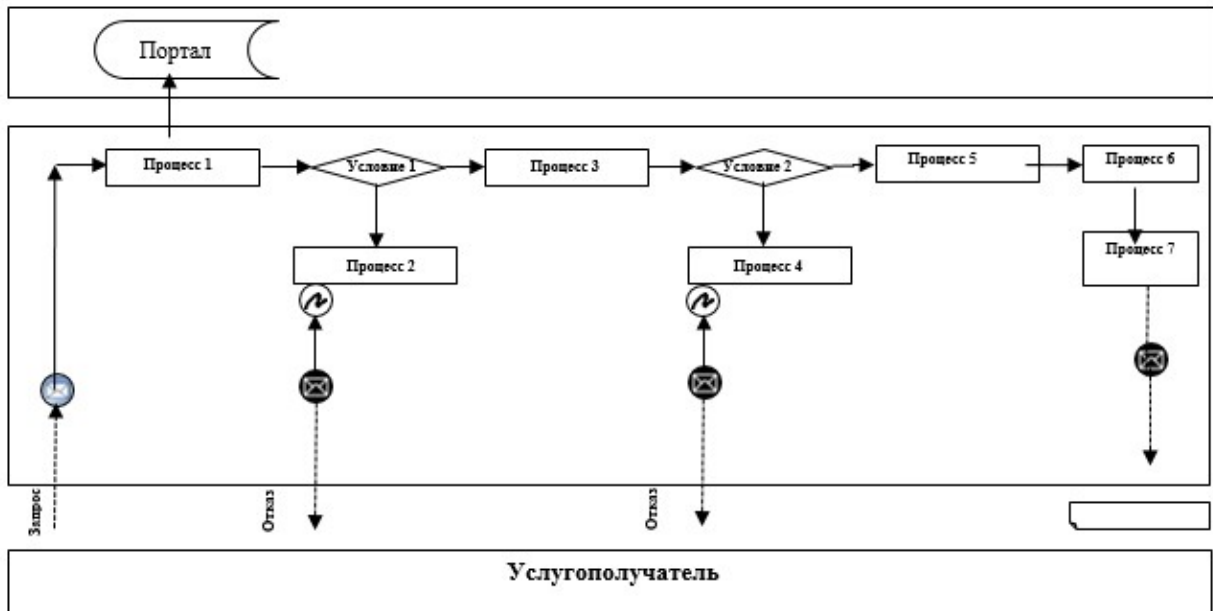 Портал
Процесс 1
Условие 1
Процесс 3
Условие 2
Процесс 5
Процесс 6
Процесс 2
Процесс 4
Процесс 7
Запрос
Отказ
Отказ
Услугополучатель